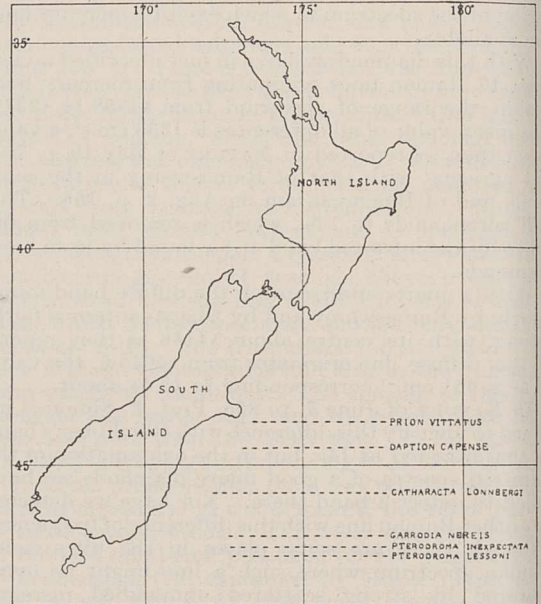 170°
175°
180°
35°
NORTH ISLAND
40°
SOUTH
ISLAND
PRION VITTATUS
DAPTION CAPENSE
45°
CATHARACTA LONNBERGI
GARRODIA NEREIS
PTERODROMA INEXPECTATA
PTERODROMA LESSONI